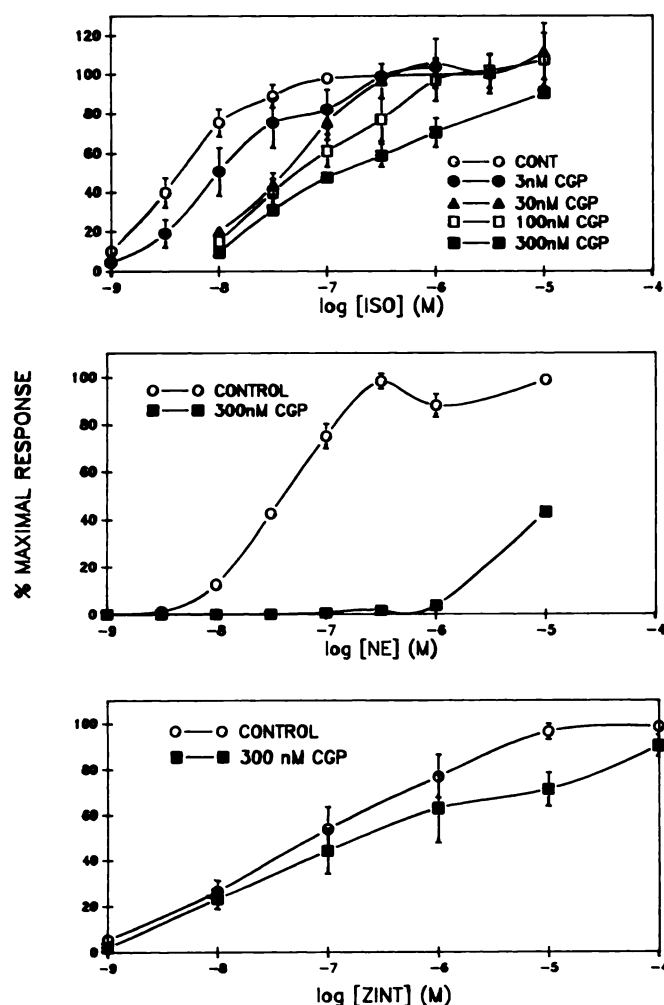 120
100
80
60
40
20
0
CONT
3nM CGP
30nM CGP
100nM CGP
300nM CGP
-9
-8
-7
-6
-5
-4
log [ISO] (M)
% MAXIMAL RESPONSE
100
80
60
40
20
0
CONTROL
300nM CGP
-9
-8
-7
-6
-5
-4
log [NE] (M)
100
80
60
40
20
0
CONTROL
300 nM CGP
-9
-8
-7
-6
-5
-4
log [ZINT] (M)